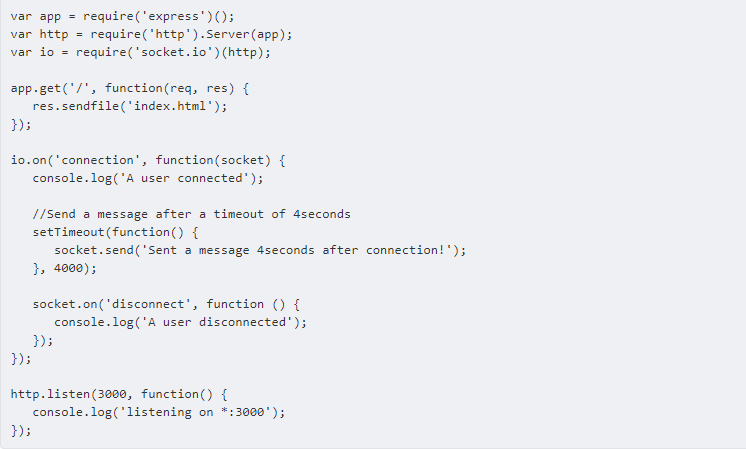 var app = require('express')();
var http = require('http').Server(app);
var io = require('socket.io')(http);

app.get('/', function(req, res) {
   res.sendfile('index.html');
});

io.on('connection', function(socket) {
   console.log('A user connected');

   //Send a message after a timeout of 4seconds
   setTimeout(function() {
      socket.send('Sent a message 4seconds after connection!');
   }, 4000);

   socket.on('disconnect', function () {
      console.log('A user disconnected');
   });
});

http.listen(3000, function() {
   console.log('listening on *:3000');
});